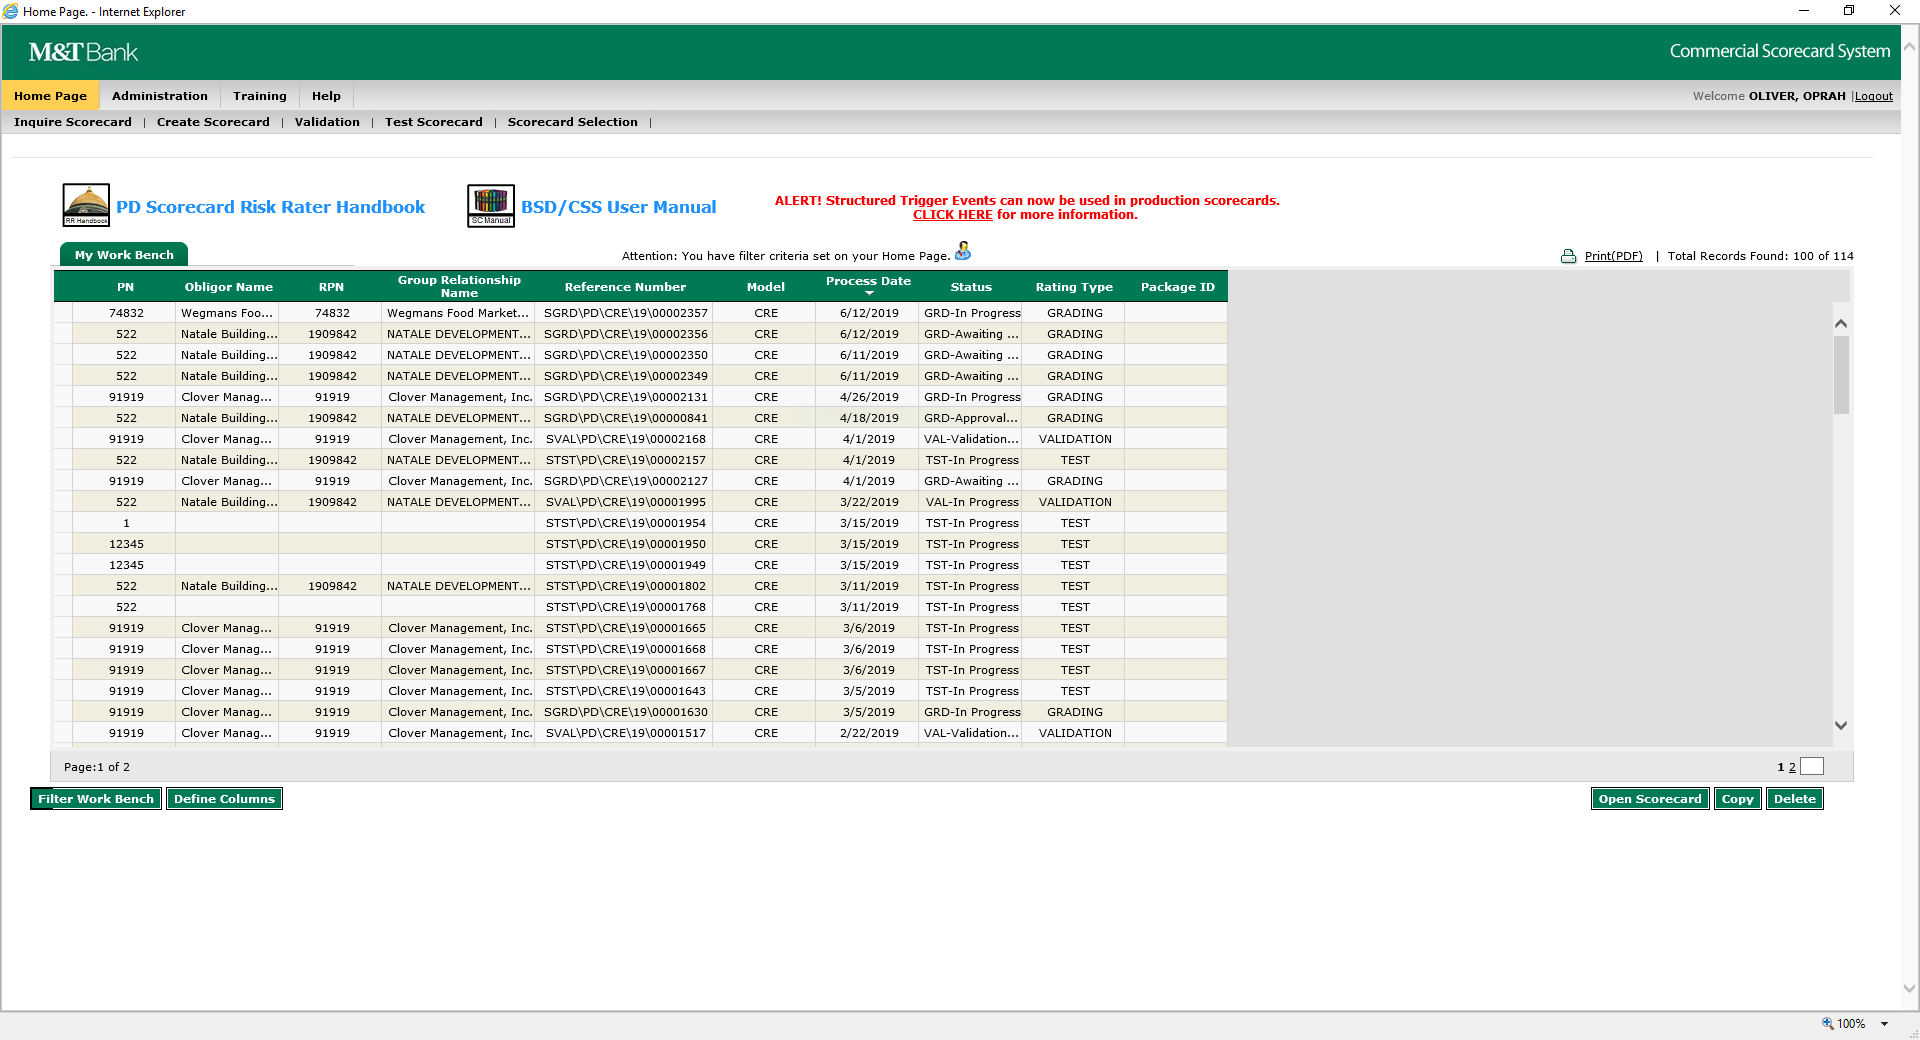 Home Page. - Internet Explorer
M&T Bank
Commercial Scorecard System
Home Page Administration Training Help Welcome OLIVER, OPRAH |Logout
Inquire Scorecard | Create Scorecard | Validation | Test Scorecard | Scorecard Selection |
RR Handbook PD Scorecard Risk Rater Handbook SC Manual BSD/CSS User Manual
ALERT! Structured Trigger Events can now be used in production scorecards.
CLICK HERE for more information.
My Work Bench Attention: You have filter criteria set on your Home Page. Print(PDF) | Total Records Found: 100 of 114
PN Obligor Name RPN Group Relationship Name Reference Number Model Process Date Status Rating Type Package ID
74832 Wegmans Foo... 74832 Wegmans Food Market... SGRD\PD\CRE\19\00002357 CRE 6/12/2019 GRD-In Progress GRADING
522 Natale Building... 1909842 NATALE DEVELOPMENT... SGRD\PD\CRE\19\00002356 CRE 6/12/2019 GRD-Awaiting ... GRADING
522 Natale Building... 1909842 NATALE DEVELOPMENT... SGRD\PD\CRE\19\00002350 CRE 6/11/2019 GRD-Awaiting ... GRADING
522 Natale Building... 1909842 NATALE DEVELOPMENT... SGRD\PD\CRE\19\00002349 CRE 6/11/2019 GRD-Awaiting ... GRADING
91919 Clover Manag... 91919 Clover Management, Inc. SGRD\PD\CRE\19\00002131 CRE 4/26/2019 GRD-In Progress GRADING
522 Natale Building... 1909842 NATALE DEVELOPMENT... SGRD\PD\CRE\19\00000841 CRE 4/18/2019 GRD-Approval... GRADING
91919 Clover Manag... 91919 Clover Management, Inc. SVAL\PD\CRE\19\00002168 CRE 4/1/2019 VAL-Validation... VALIDATION
522 Natale Building... 1909842 NATALE DEVELOPMENT... STST\PD\CRE\19\00002157 CRE 4/1/2019 TST-In Progress TEST
91919 Clover Manag... 91919 Clover Management, Inc. SGRD\PD\CRE\19\00002127 CRE 4/1/2019 GRD-Awaiting ... GRADING
522 Natale Building... 1909842 NATALE DEVELOPMENT... SVAL\PD\CRE\19\00001995 CRE 3/22/2019 VAL-In Progress VALIDATION
1 STST\PD\CRE\19\00001954 CRE 3/15/2019 TST-In Progress TEST
12345 STST\PD\CRE\19\00001950 CRE 3/15/2019 TST-In Progress TEST
12345 STST\PD\CRE\19\00001949 CRE 3/15/2019 TST-In Progress TEST
522 Natale Building... 1909842 NATALE DEVELOPMENT... STST\PD\CRE\19\00001802 CRE 3/11/2019 TST-In Progress TEST
522 STST\PD\CRE\19\00001768 CRE 3/11/2019 TST-In Progress TEST
91919 Clover Manag... 91919 Clover Management, Inc. STST\PD\CRE\19\00001665 CRE 3/6/2019 TST-In Progress TEST
91919 Clover Manag... 91919 Clover Management, Inc. STST\PD\CRE\19\00001668 CRE 3/6/2019 TST-In Progress TEST
91919 Clover Manag... 91919 Clover Management, Inc. STST\PD\CRE\19\00001667 CRE 3/6/2019 TST-In Progress TEST
91919 Clover Manag... 91919 Clover Management, Inc. STST\PD\CRE\19\00001643 CRE 3/5/2019 TST-In Progress TEST
91919 Clover Manag... 91919 Clover Management, Inc. SGRD\PD\CRE\19\00001630 CRE 3/5/2019 GRD-In Progress GRADING
91919 Clover Manag... 91919 Clover Management, Inc. SVAL\PD\CRE\19\00001517 CRE 2/22/2019 VAL-Validation... VALIDATION
Page:1 of 2 1 2
Filter Work Bench Define Columns Open Scorecard Copy Delete
100%